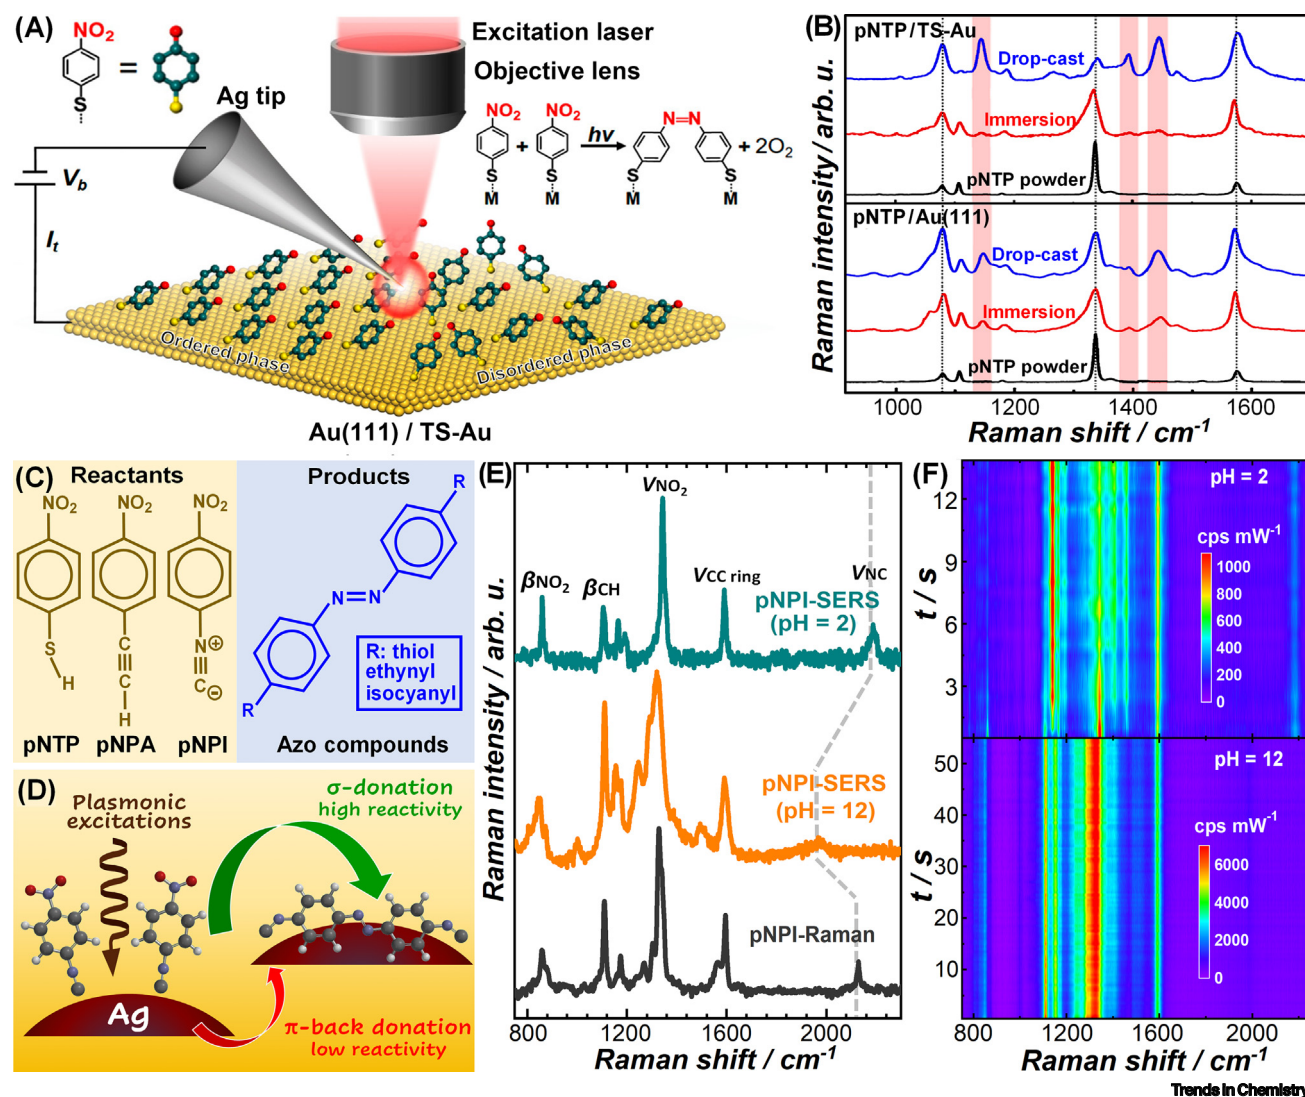 (A)
NO2
=
S
Ag tip
Vb
It
Excitation laser
Objective lens
NO2
NO2
+
hν
N=N
+ 2O2
S
S
S
S
M
M
M
M
Ordered phase
Disordered phase
Au(111) / TS-Au
(B)
pNTP/TS-Au
Drop-cast
Immersion
pNTP powder
pNTP/Au(111)
Drop-cast
Immersion
pNTP powder
Raman intensity / arb. u.
1000
1200
1400
1600
Raman shift / cm-1
(C)
Reactants
NO2
NO2
NO2
S
H
C
C
H
N⊕
C⊖
pNTP
pNPA
pNPI
Products
R
N=N
R
R: thiol
ethynyl
isocyanyl
Azo compounds
(D)
Plasmonic
excitations
σ-donation
high reactivity
Ag
π-back donation
low reactivity
(E)
νNO2
βNO2
βCH
νCC ring
νNC
pNPI-SERS
(pH = 2)
pNPI-SERS
(pH = 12)
pNPI-Raman
Raman intensity / arb. u.
800
1200
1600
2000
Raman shift / cm-1
(F)
pH = 2
cps mW-1
1000
800
600
400
200
0
12
9
6
3
t / s
pH = 12
cps mW-1
6000
4000
2000
0
50
40
30
20
10
t / s
800
1200
1600
2000
Raman shift / cm-1
Trends in Chemistry